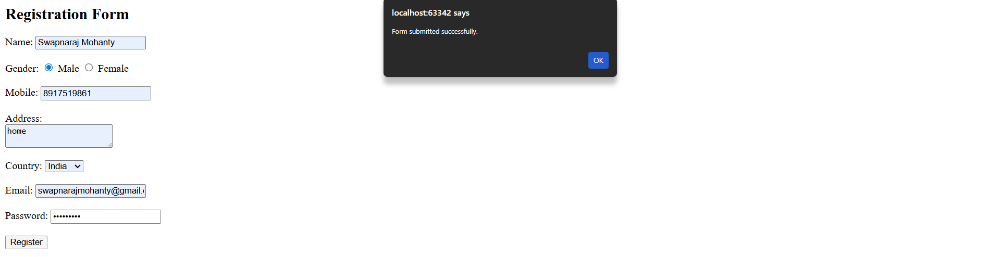 Registration Form
localhost:63342 says
Form submitted successfully.
OK
Name: Swapnaraj Mohanty
Gender: Male Female
Mobile: 8917519861
Address:
home
Country: India
Email: swapnarajmohanty@gmail.
Password: •••••••••
Register